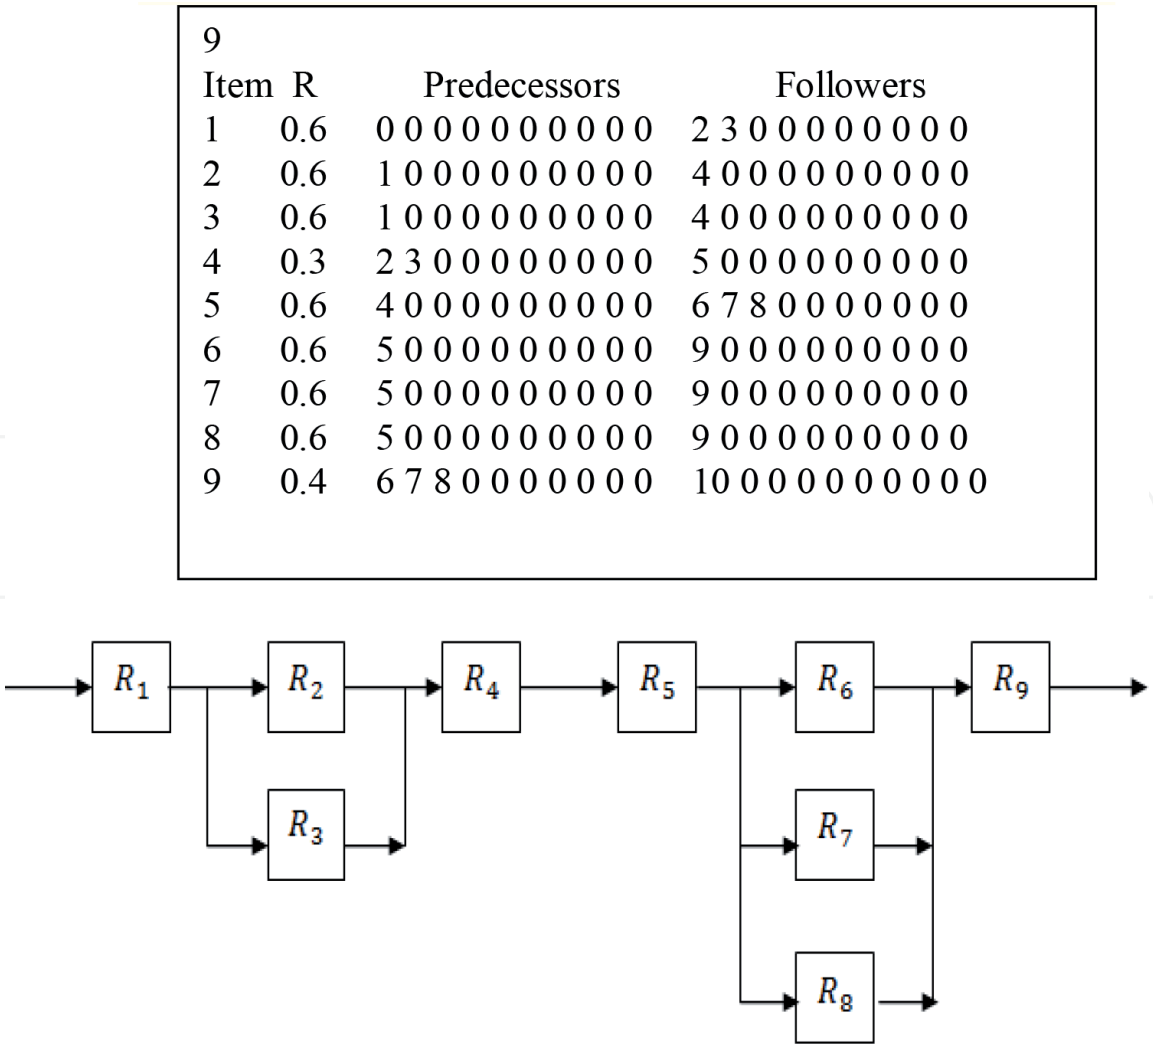 9
Item R Predecessors Followers
1 0.6 0 0 0 0 0 0 0 0 0 0 2 3 0 0 0 0 0 0 0 0
2 0.6 1 0 0 0 0 0 0 0 0 0 4 0 0 0 0 0 0 0 0 0
3 0.6 1 0 0 0 0 0 0 0 0 0 4 0 0 0 0 0 0 0 0 0
4 0.3 2 3 0 0 0 0 0 0 0 0 5 0 0 0 0 0 0 0 0 0
5 0.6 4 0 0 0 0 0 0 0 0 0 6 7 8 0 0 0 0 0 0 0
6 0.6 5 0 0 0 0 0 0 0 0 0 9 0 0 0 0 0 0 0 0 0
7 0.6 5 0 0 0 0 0 0 0 0 0 9 0 0 0 0 0 0 0 0 0
8 0.6 5 0 0 0 0 0 0 0 0 0 9 0 0 0 0 0 0 0 0 0
9 0.4 6 7 8 0 0 0 0 0 0 0 10 0 0 0 0 0 0 0 0 0
R₁ R₂ R₄ R₅ R₆ R₉
R₃ R₇
R₈